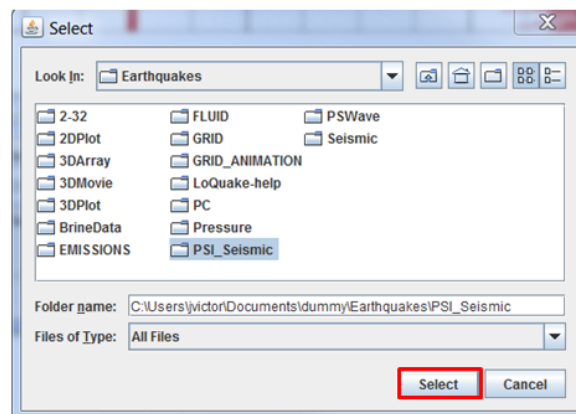 Select
Look In: Earthquakes
2-32 FLUID PSWave
2DPlot GRID Seismic
3DArray GRID_ANIMATION
3DMovie LoQuake-help
3DPlot PC
BrineData Pressure
EMISSIONS PSI_Seismic
Folder name: C:\Users\jvictor\Documents\dummy\Earthquakes\PSI_Seismic
Files of Type: All Files
Select Cancel